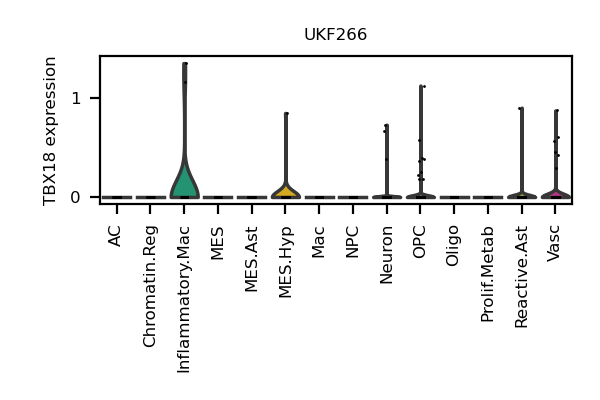 UKF266
TBX18 expression
1
0
AC
Chromatin.Reg
Inflammatory.Mac
MES
MES.Ast
MES.Hyp
Mac
NPC
Neuron
OPC
Oligo
Prolif.Metab
Reactive.Ast
Vasc